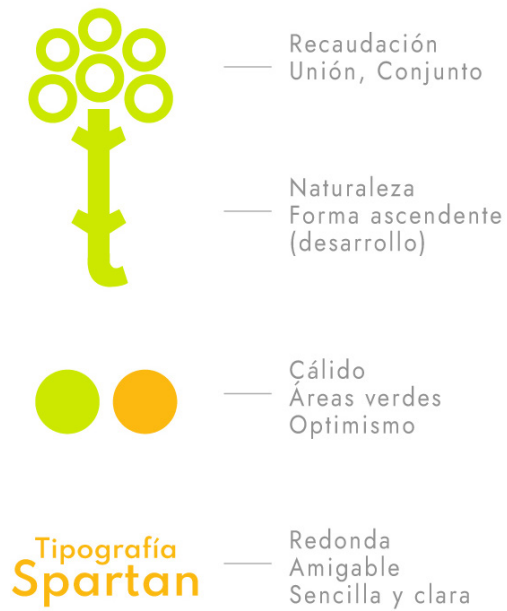 Recaudación
Unión, Conjunto
Naturaleza
Forma ascendente
(desarrollo)
Cálido
Áreas verdes
Optimismo
Tipografía
Spartan
Redonda
Amigable
Sencilla y clara